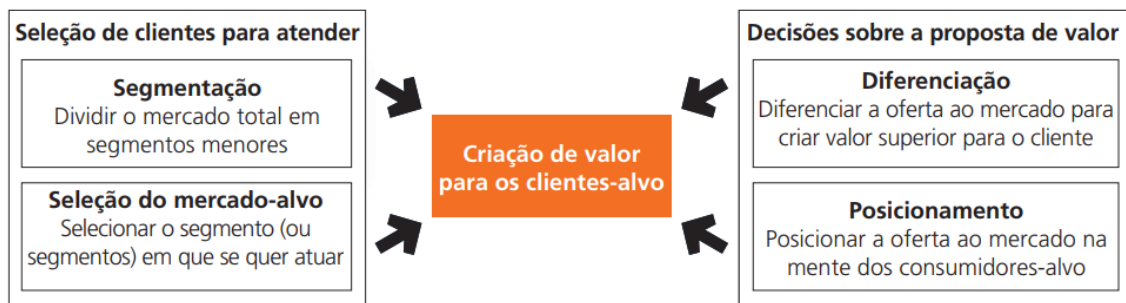 Seleção de clientes para atender
Segmentação
Dividir o mercado total em
segmentos menores
Seleção do mercado-alvo
Selecionar o segmento (ou
segmentos) em que se quer atuar
Criação de valor
para os clientes-alvo
Decisões sobre a proposta de valor
Diferenciação
Diferenciar a oferta ao mercado para
criar valor superior para o cliente
Posicionamento
Posicionar a oferta ao mercado na
mente dos consumidores-alvo